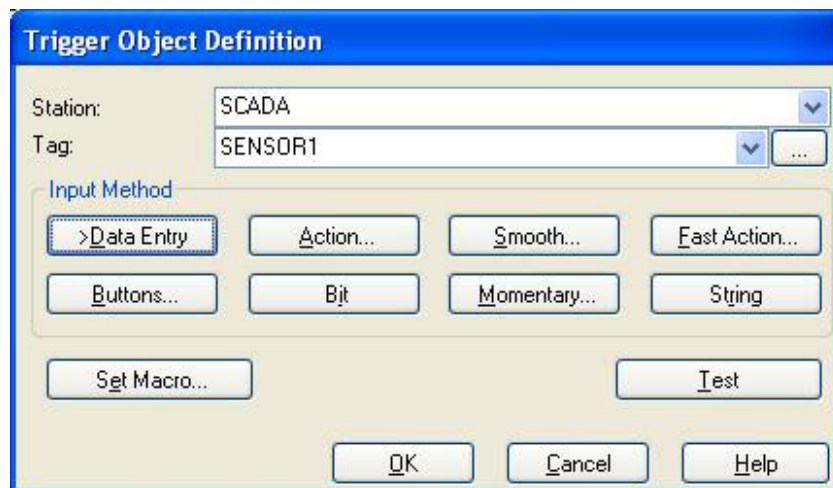 Trigger Object Definition
Station: SCADA
Tag: SENSOR1 ...
Input Method
>Data Entry Action... Smooth... Fast Action...
Buttons... Bit Momentary... String
Set Macro... Test
OK Cancel Help